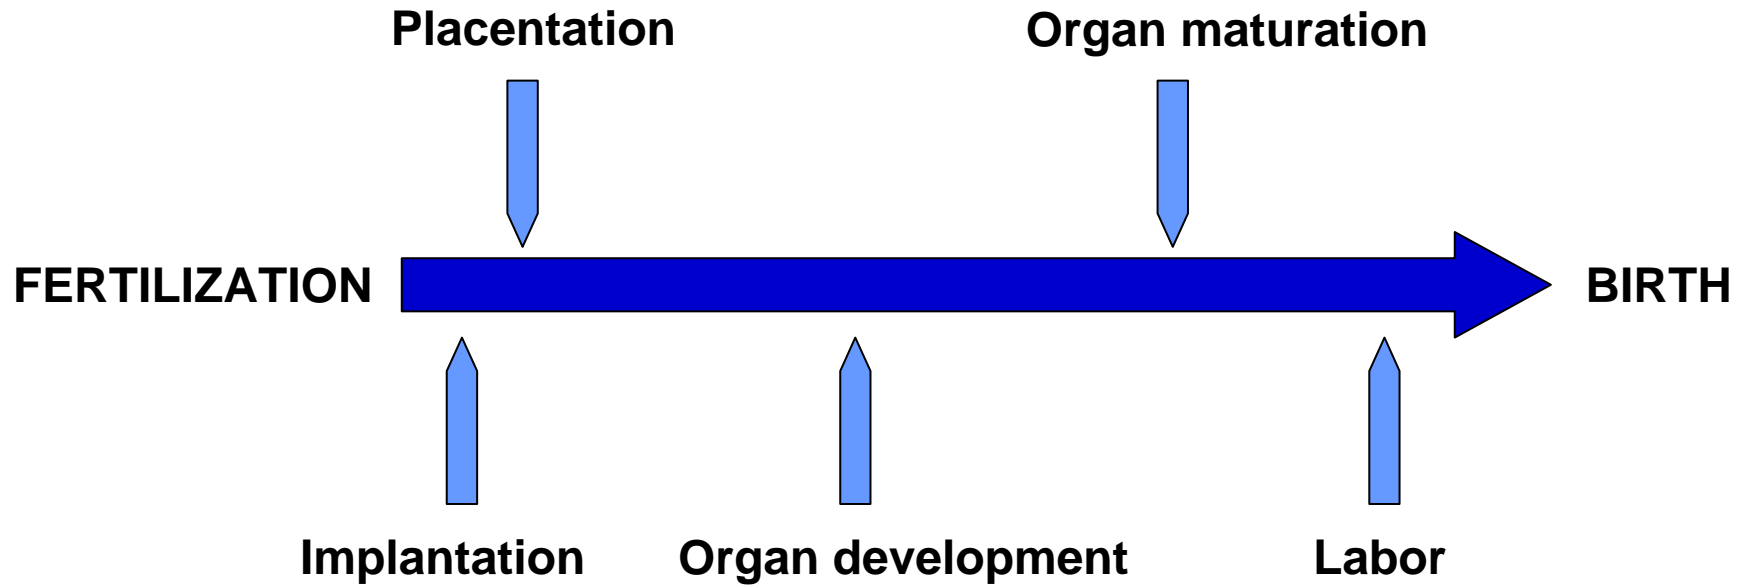 Placentation
Organ maturation
FERTILIZATION
BIRTH
Implantation
Organ development
Labor